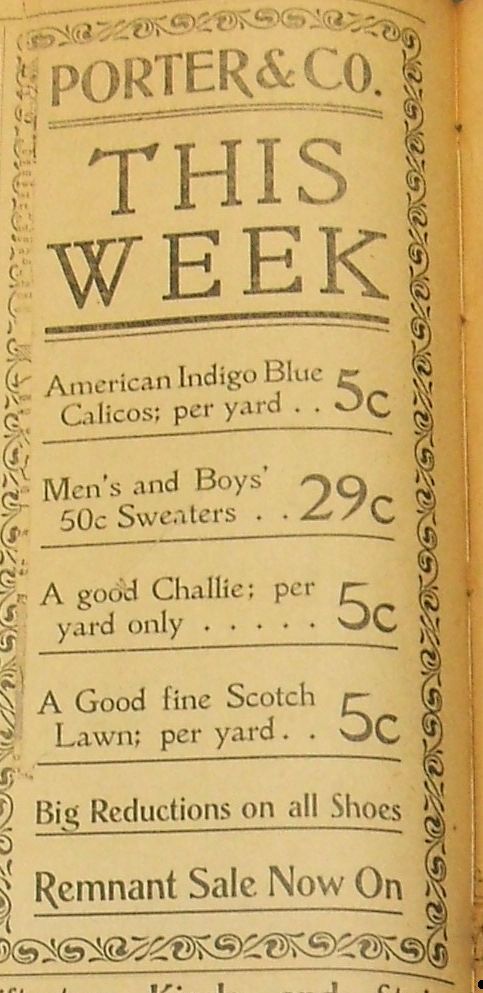 PORTER & CO.
THIS
WEEK
American Indigo Blue
Calicos; per yard . . 5c
Men's and Boys'
50c Sweaters . . 29c
A good Challie; per
yard only . . . . . 5c
A Good fine Scotch
Lawn; per yard . . 5c
Big Reductions on all Shoes
Remnant Sale Now On